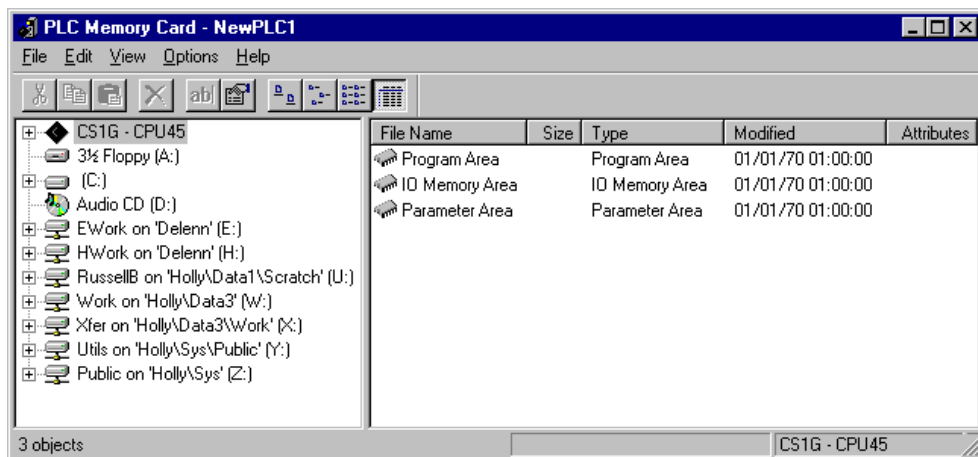 PLC Memory Card - NewPLC1
File Edit View Options Help
ab
CS1G - CPU45
3½ Floppy (A:)
(C:)
Audio CD (D:)
EWork on 'Delenn' (E:)
HWork on 'Delenn' (H:)
RussellB on 'Holly\Data1\Scratch' (U:)
Work on 'Holly\Data3' (W:)
Xfer on 'Holly\Data3\Work' (X:)
Utils on 'Holly\Sys\Public' (Y:)
Public on 'Holly\Sys' (Z:)
File Name Size Type Modified Attributes
Program Area Program Area 01/01/70 01:00:00
IO Memory Area IO Memory Area 01/01/70 01:00:00
Parameter Area Parameter Area 01/01/70 01:00:00
3 objects CS1G - CPU45